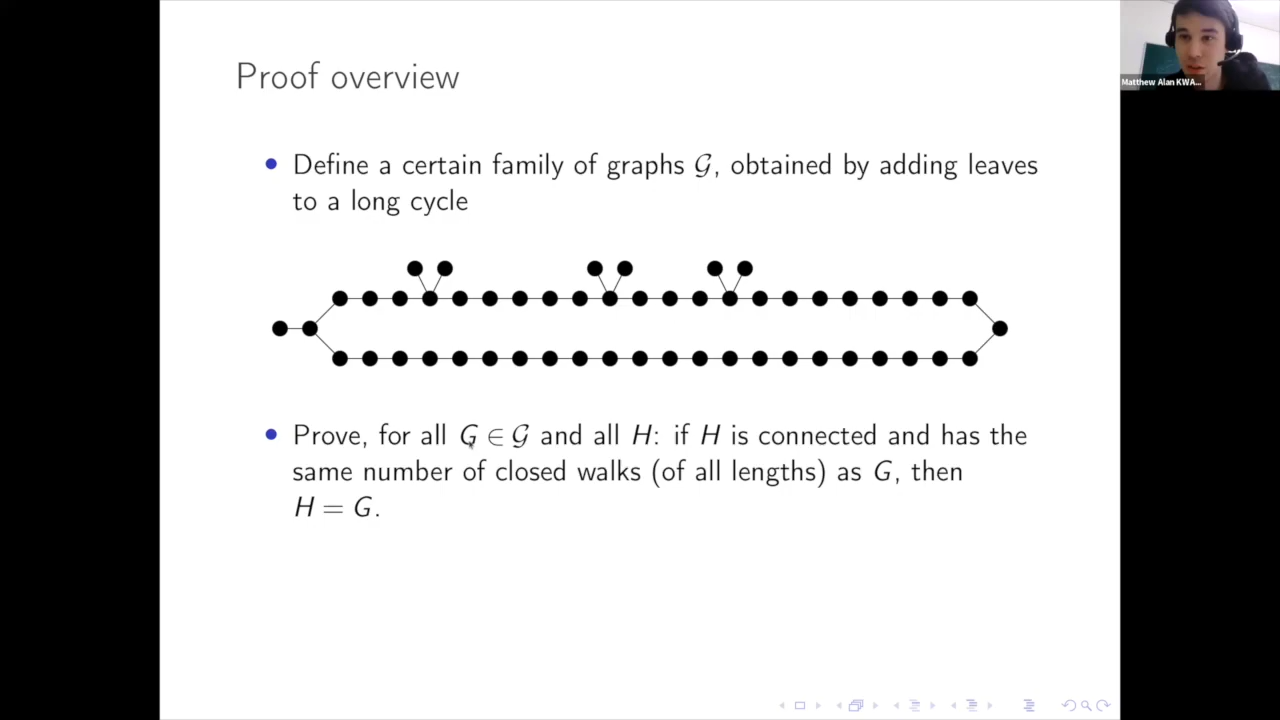 Proof overview
Matthew Alan KWA...
• Define a certain family of graphs 𝒢, obtained by adding leaves
to a long cycle
• Prove, for all G ∈ 𝒢 and all H: if H is connected and has the
same number of closed walks (of all lengths) as G, then
H = G.